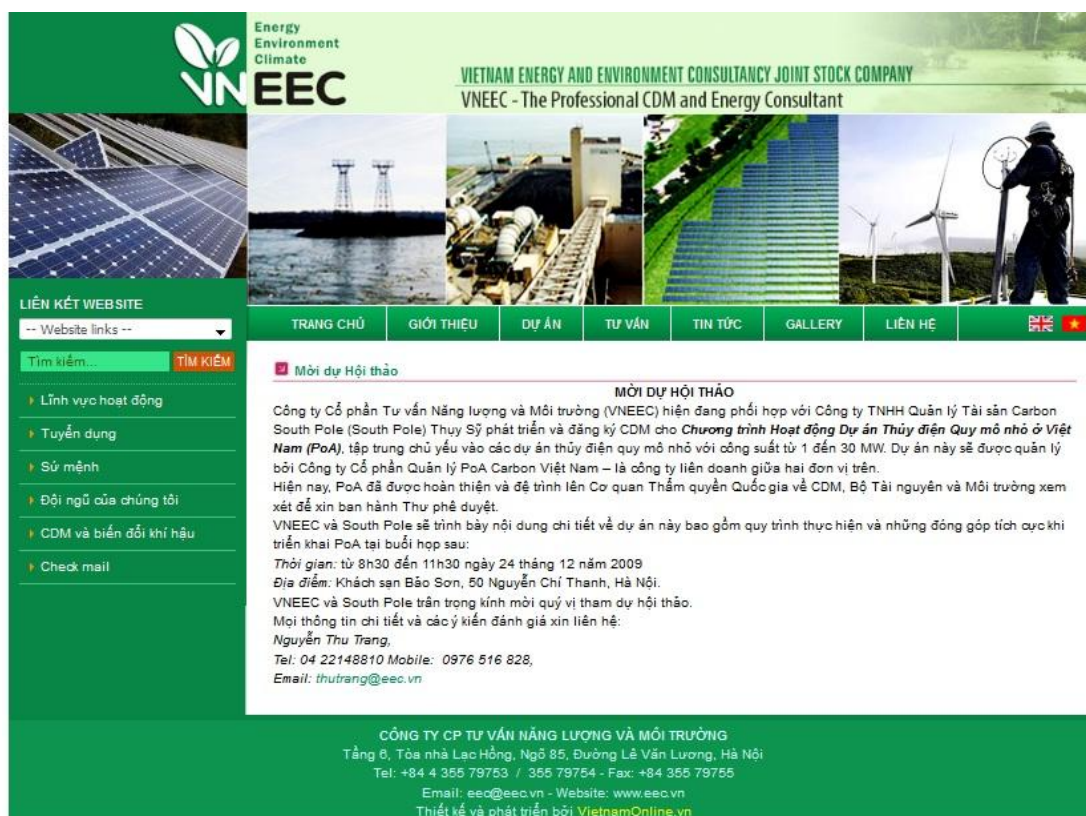 Energy
Environment
Climate
VNEEC
VIETNAM ENERGY AND ENVIRONMENT CONSULTANCY JOINT STOCK COMPANY
VNEEC - The Professional CDM and Energy Consultant
LIÊN KẾT WEBSITE
-- Website links --
Tìm kiếm... TÌM KIẾM
Lĩnh vực hoạt động
Tuyển dụng
Sứ mệnh
Đội ngũ của chúng tôi
CDM và biến đổi khí hậu
Check mail
TRANG CHỦ GIỚI THIỆU DỰ ÁN TƯ VẤN TIN TỨC GALLERY LIÊN HỆ
Mời dự Hội thảo
MỜI DỰ HỘI THẢO
Công ty Cổ phần Tư vấn Năng lượng và Môi trường (VNEEC) hiện đang phối hợp với Công ty TNHH Quản lý Tài sản Carbon
South Pole (South Pole) Thụy Sỹ phát triển và đăng ký CDM cho Chương trình Hoạt động Dự án Thủy điện Quy mô nhỏ ở Việt
Nam (PoA), tập trung chủ yếu vào các dự án thủy điện quy mô nhỏ với công suất từ 1 đến 30 MW. Dự án này sẽ được quản lý
bởi Công ty Cổ phần Quản lý PoA Carbon Việt Nam – là công ty liên doanh giữa hai đơn vị trên.
Hiện nay, PoA đã được hoàn thiện và đệ trình lên Cơ quan Thẩm quyền Quốc gia về CDM, Bộ Tài nguyên và Môi trường xem
xét để xin ban hành Thư phê duyệt.
VNEEC và South Pole sẽ trình bày nội dung chi tiết về dự án này bao gồm quy trình thực hiện và những đóng góp tích cực khi
triển khai PoA tại buổi họp sau:
Thời gian: từ 8h30 đến 11h30 ngày 24 tháng 12 năm 2009
Địa điểm: Khách sạn Bảo Sơn, 50 Nguyễn Chí Thanh, Hà Nội.
VNEEC và South Pole trân trọng kính mời quý vị tham dự hội thảo.
Mọi thông tin chi tiết và các ý kiến đánh giá xin liên hệ:
Nguyễn Thu Trang,
Tel: 04 22148810 Mobile: 0976 516 828,
Email: thutrang@eec.vn
CÔNG TY CP TƯ VẤN NĂNG LƯỢNG VÀ MÔI TRƯỜNG
Tầng 6, Tòa nhà Lạc Hồng, Ngõ 85, Đường Lê Văn Lương, Hà Nội
Tel: +84 4 355 79753 / 355 79754 - Fax: +84 355 79755
Email: eec@eec.vn - Website: www.eec.vn
Thiết kế và phát triển bởi VietnamOnline.vn